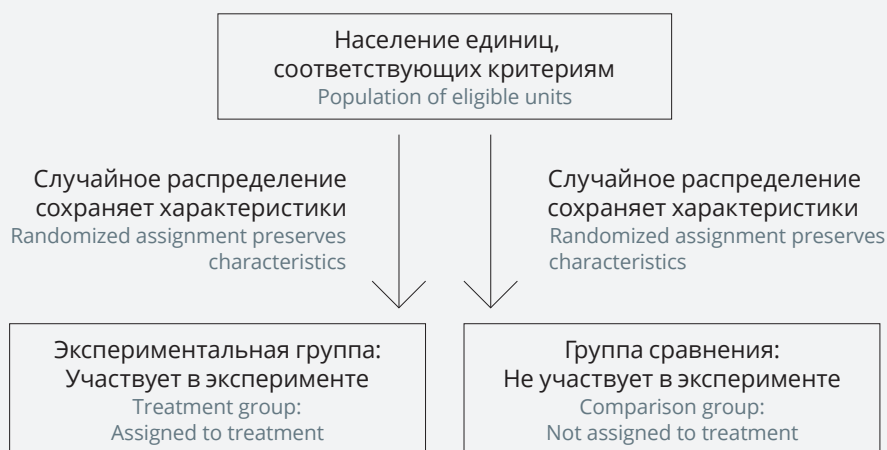 Население единиц,
соответствующих критериям
Population of eligible units
Случайное распределение
сохраняет характеристики
Randomized assignment preserves
characteristics
Случайное распределение
сохраняет характеристики
Randomized assignment preserves
characteristics
Экспериментальная группа:
Участвует в эксперименте
Treatment group:
Assigned to treatment
Группа сравнения:
Не участвует в эксперименте
Comparison group:
Not assigned to treatment